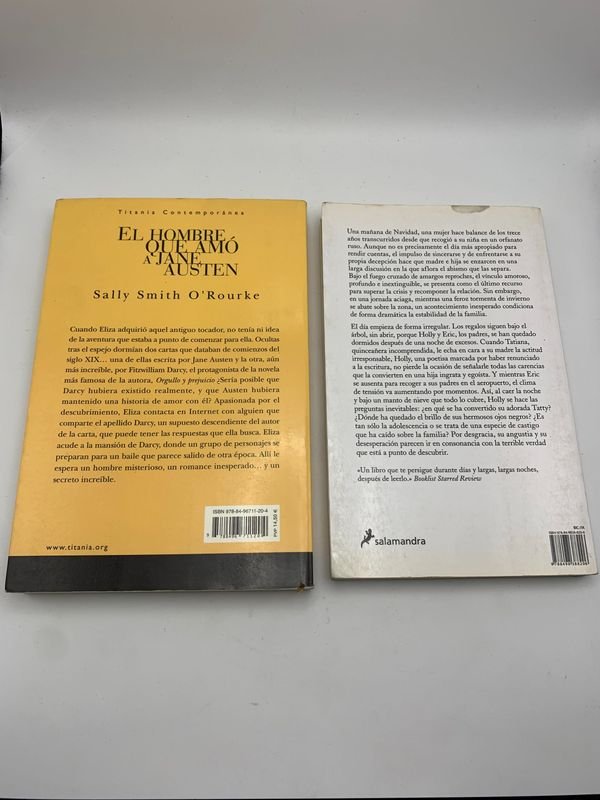 Titania Contemporánea
EL HOMBRE
QUE AMÓ
A JANE
AUSTEN
Sally Smith O'Rourke
Cuando Eliza adquirió aquel antiguo tocador, no tenía ni idea
de la aventura que estaba a punto de comenzar para ella. Ocultas
tras el espejo dormían dos cartas que databan de comienzos del
siglo XIX... una de ellas escrita por Jane Austen y la otra, aún
más increíble, por Fitzwilliam Darcy, el protagonista de la novela
más famosa de la autora, Orgullo y prejuicio ¿Sería posible que
Darcy hubiera existido realmente, y que Austen hubiera
mantenido una historia de amor con él? Apasionada por el
descubrimiento, Eliza contacta en Internet con alguien que
comparte el apellido Darcy, un supuesto descendiente del autor
de la carta, que puede tener las respuestas que ella busca. Eliza
acude a la mansión de Darcy, donde un grupo de personajes se
preparan para un baile que parece salido de otra época. Allí le
espera un hombre misterioso, un romance inesperado... y un
secreto increíble.
ISBN 978-84-96711-20-4
9 788496 711204
PVP 14,50 €
www.titania.org
Una mañana de Navidad, una mujer hace balance de los trece
años transcurridos desde que recogió a su niña en un orfanato
ruso. Aunque no es precisamente el día más apropiado para
rendir cuentas, el impulso de sincerarse y de enfrentarse a su
propia decepción hace que madre e hija se enzarcen en una
larga discusión en la que aflora el abismo que las separa.
Bajo el fuego cruzado de amargos reproches, el vínculo amoroso,
profundo e inextinguible, se presenta como el último recurso
para superar la crisis y recomponer la relación. Sin embargo,
en una jornada aciaga, mientras una feroz tormenta de invierno
se abate sobre la zona, un acontecimiento inesperado condiciona
de forma dramática la estabilidad de la familia.
El día empieza de forma irregular. Los regalos siguen bajo el
árbol, sin abrir, porque Holly y Eric, los padres, se han quedado
dormidos después de una noche de excesos. Cuando Tatiana,
quinceañera incomprendida, le echa en cara a su madre la actitud
irresponsable, Holly, una poetisa marcada por haber renunciado
a la escritura, no pierde la ocasión de señalarle todas las carencias
que la convierten en una hija ingrata y egoísta. Y mientras Eric
se ausenta para recoger a sus padres en el aeropuerto, el clima
de tensión va aumentando por momentos. Así, al caer la noche
y bajo un manto de nieve que todo lo cubre, Holly se hace las
preguntas inevitables: ¿en qué se ha convertido su adorada Tatty?
¿Dónde ha quedado el brillo de sus hermosos ojos negros? ¿Es
tan sólo la adolescencia o se trata de una especie de castigo
que ha caído sobre la familia? Por desgracia, su angustia y su
desesperación parecen ir en consonancia con la terrible verdad
que está a punto de descubrir.
«Un libro que te persigue durante días y largas, largas noches,
después de leerlo.» Booklist Starred Review
salamandra